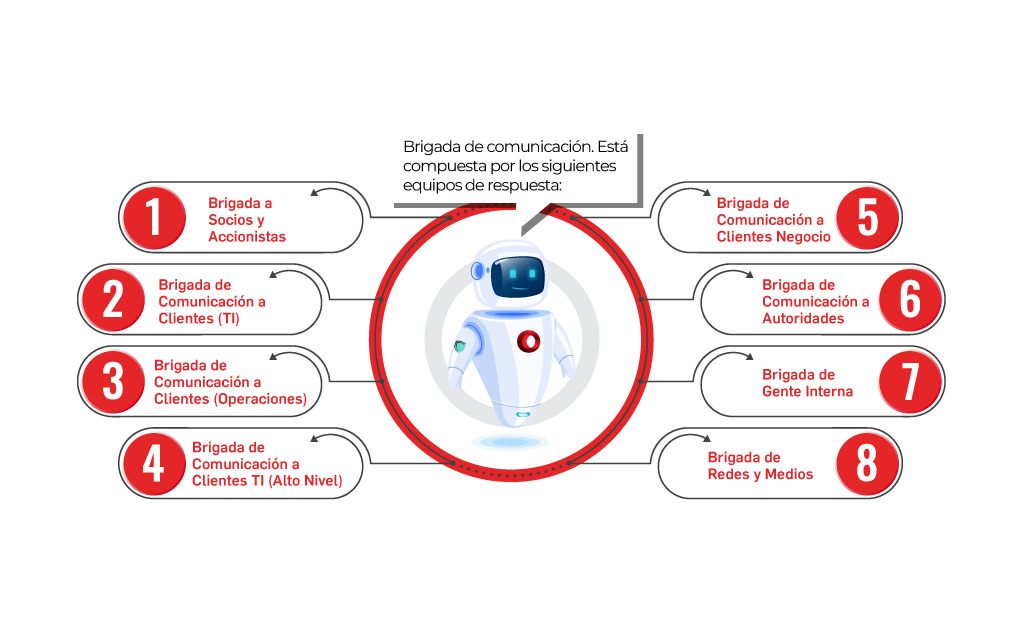 Brigada de comunicación. Está
compuesta por los siguientes
equipos de respuesta:
1
Brigada a
Socios y
Accionistas
2
Brigada de
Comunicación a
Clientes (TI)
3
Brigada de
Comunicación a
Clientes (Operaciones)
4
Brigada de
Comunicación a
Clientes TI (Alto Nivel)
5
Brigada de
Comunicación a
Clientes Negocio
6
Brigada de
Comunicación a
Autoridades
7
Brigada de
Gente Interna
8
Brigada de
Redes y Medios